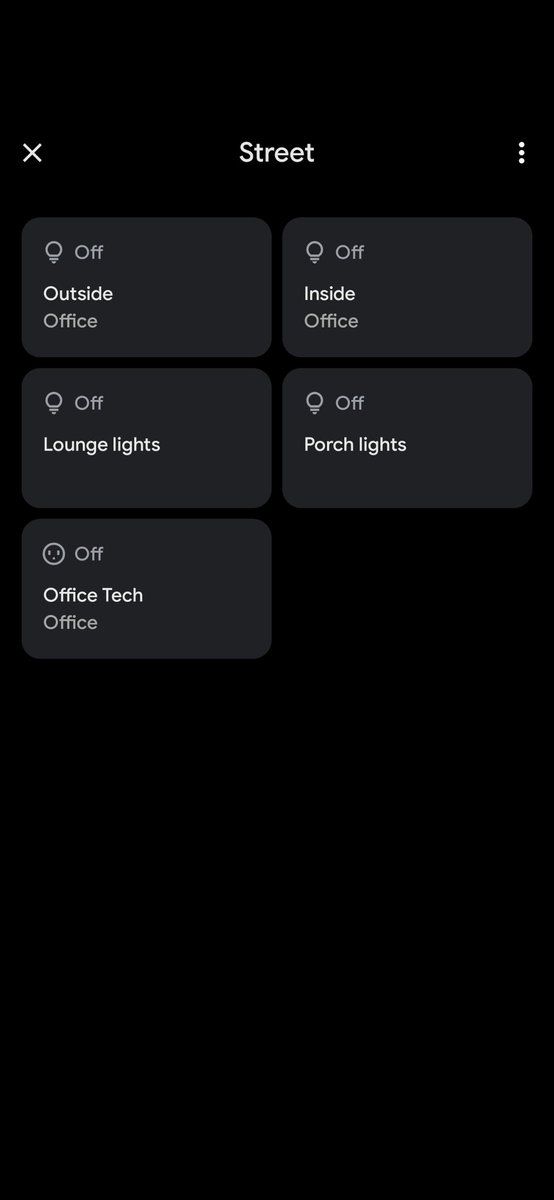 Street
Off
Outside
Office
Off
Inside
Office
Off
Lounge lights
Off
Porch lights
Off
Office Tech
Office